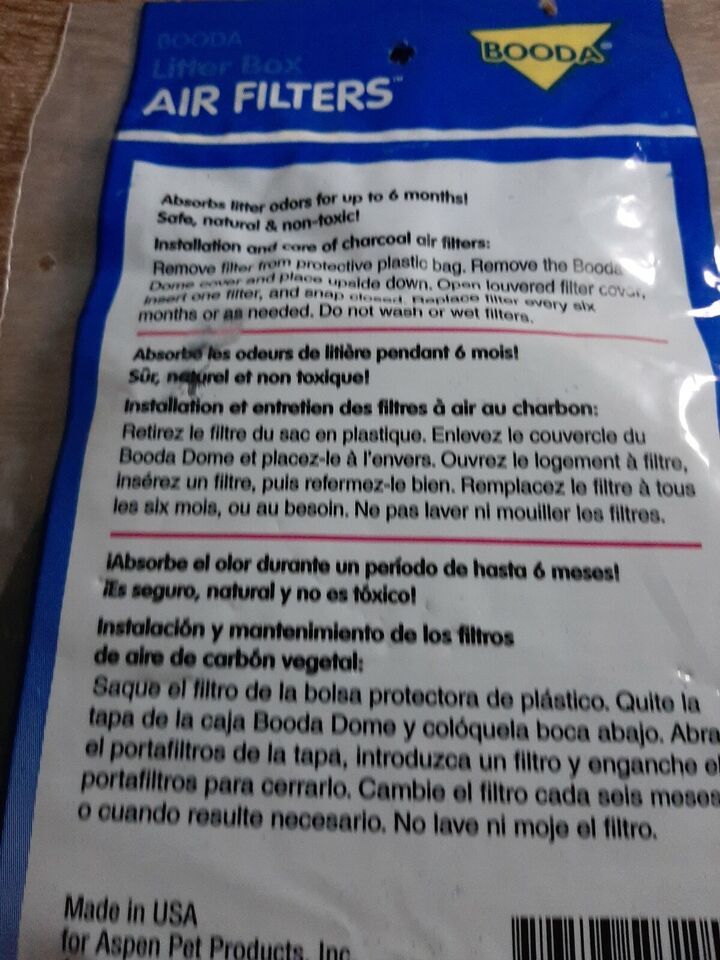 BOODA
Litter Box
AIR FILTERS™
BOODA®
Absorbs litter odors for up to 6 months!
Safe, natural & non-toxic!
Installation and care of charcoal air filters:
Remove filter from protective plastic bag. Remove the Booda
Dome cover and place upside down. Open louvered filter cover,
insert one filter, and snap closed. Replace filter every six
months or as needed. Do not wash or wet filters.
Absorbe les odeurs de litière pendant 6 mois!
Sûr, naturel et non toxique!
Installation et entretien des filtres à air au charbon:
Retirez le filtre du sac en plastique. Enlevez le couvercle du
Booda Dome et placez-le à l'envers. Ouvrez le logement à filtre,
insérez un filtre, puis refermez-le bien. Remplacez le filtre à tous
les six mois, ou au besoin. Ne pas laver ni mouiller les filtres.
¡Absorbe el olor durante un período de hasta 6 meses!
¡Es seguro, natural y no es tóxico!
Instalación y mantenimiento de los filtros
de aire de carbón vegetal:
Saque el filtro de la bolsa protectora de plástico. Quite la
tapa de la caja Booda Dome y colóquela boca abajo. Abra
el portafiltros de la tapa, introduzca un filtro y enganche el
portafiltros para cerrarlo. Cambie el filtro cada seis meses
o cuando resulte necesario. No lave ni moje el filtro.
Made in USA
for Aspen Pet Products, Inc.